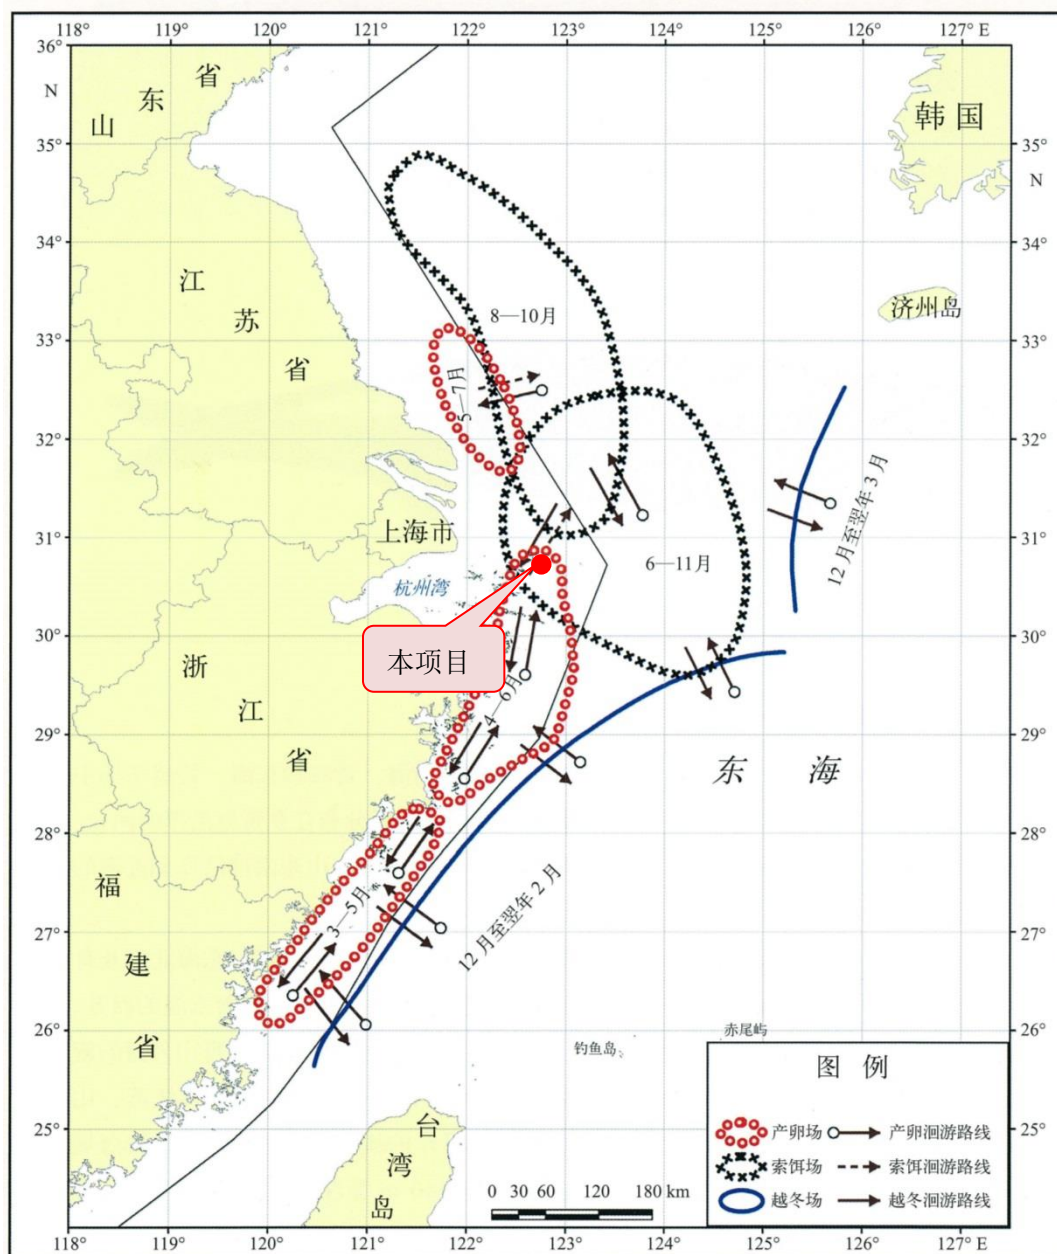 118° 119° 120° 121° 122° 123° 124° 125° 126° 127° E
36°
N
35°
34°
33°
32°
31°
30°
29°
28°
27°
26°
25°
35°
N
34°
33°
32°
31°
30°
29°
28°
27°
26°
25°
山东省
韩国
江苏省
济州岛
8—10月
5—7月
上海市
杭州湾
6—11月
12月至翌年3月
本项目
浙江省
4—6月
东海
福建省
3—5月
12月至翌年2月
钓鱼岛
赤尾屿
台湾岛
0 30 60 120 180 km
图例
产卵场 产卵洄游路线
索饵场 索饵洄游路线
越冬场 越冬洄游路线
118° 119° 120° 121° 122° 123° 124° 125° 126° 127° E